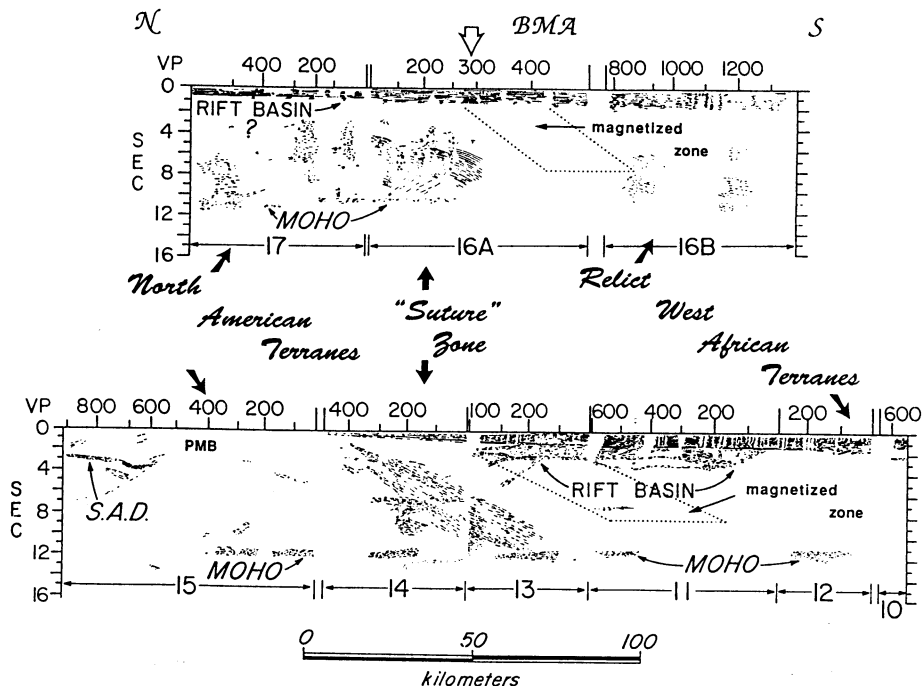 N BMA S
VP 400 200 200 300 400 800 1000 1200
0
RIFT BASIN
?
4
magnetized
zone
SEC
8
12
MOHO
16
17 16A 16B
North
American
Terranes
"Suture"
Zone
Relict
West
African
Terranes
VP 800 600 400 200 400 200 100 200 600 400 200 200 600
0
PMB
4
RIFT BASIN
magnetized
zone
S.A.D.
SEC
8
12
MOHO MOHO
16
15 14 13 11 12 10
0 50 100
kilometers